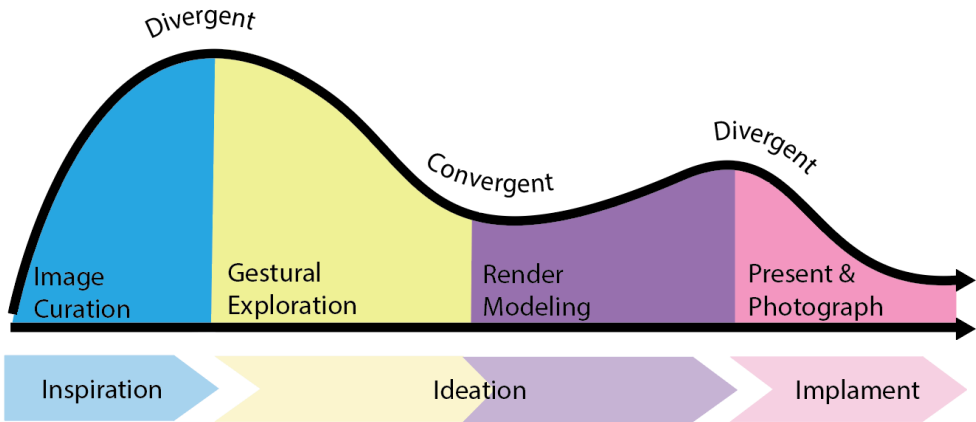 Divergent
Convergent
Divergent
Image
Curation
Gestural
Exploration
Render
Modeling
Present &
Photograph
Inspiration
Ideation
Implament